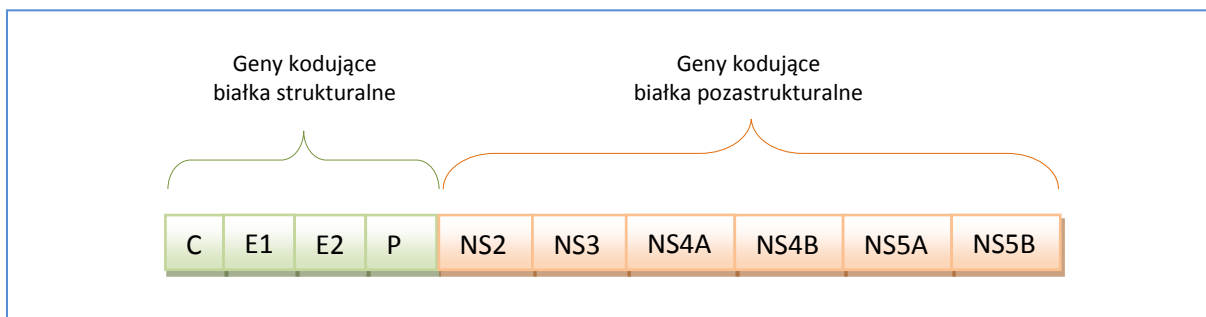 Geny kodujące
białka strukturalne
Geny kodujące
białka pozastrukturalne
C E1 E2 P NS2 NS3 NS4A NS4B NS5A NS5B